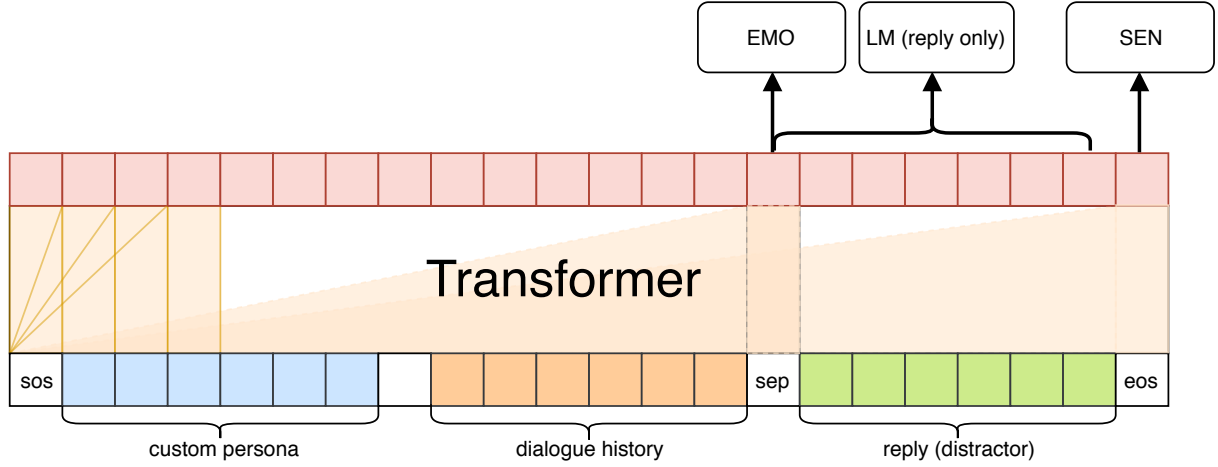 EMO
LM (reply only)
SEN
Transformer
sos
sep
eos
custom persona
dialogue history
reply (distractor)